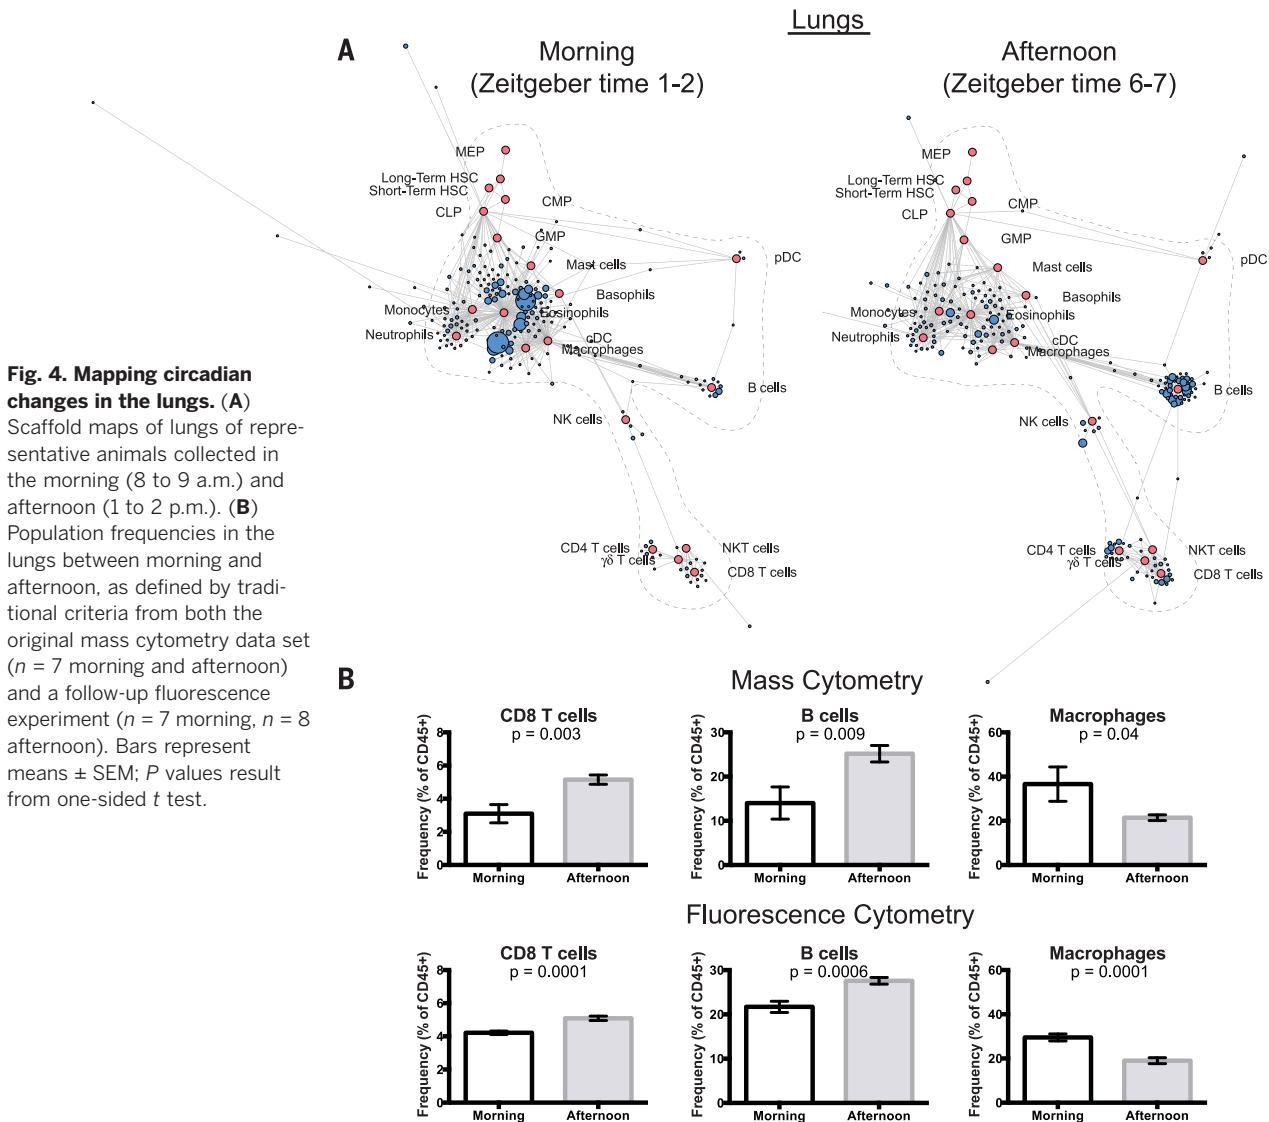 Lungs
A
Morning
(Zeitgeber time 1-2)
Afternoon
(Zeitgeber time 6-7)
MEP
Long-Term HSC
Short-Term HSC
CMP
CLP
GMP
pDC
Mast cells
Basophils
Monocytes
Eosinophils
Neutrophils
cDC
Macrophages
B cells
NK cells
CD4 T cells
NKT cells
γδ T cells
CD8 T cells
MEP
Long-Term HSC
Short-Term HSC
CMP
CLP
GMP
pDC
Mast cells
Basophils
Monocytes
Eosinophils
Neutrophils
cDC
Macrophages
B cells
NK cells
CD4 T cells
NKT cells
γδ T cells
CD8 T cells
Fig. 4. Mapping circadian
changes in the lungs. (A)
Scaffold maps of lungs of repre-
sentative animals collected in
the morning (8 to 9 a.m.) and
afternoon (1 to 2 p.m.). (B)
Population frequencies in the
lungs between morning and
afternoon, as defined by tradi-
tional criteria from both the
original mass cytometry data set
(n = 7 morning and afternoon)
and a follow-up fluorescence
experiment (n = 7 morning, n = 8
afternoon). Bars represent
means ± SEM; P values result
from one-sided t test.
B
Mass Cytometry
CD8 T cells
p = 0.003
Frequency (% of CD45+)
8
6
4
2
0
Morning
Afternoon
B cells
p = 0.009
Frequency (% of CD45+)
30
20
10
0
Morning
Afternoon
Macrophages
p = 0.04
Frequency (% of CD45+)
60
40
20
0
Morning
Afternoon
Fluorescence Cytometry
CD8 T cells
p = 0.0001
Frequency (% of CD45+)
8
6
4
2
0
Morning
Afternoon
B cells
p = 0.0006
Frequency (% of CD45+)
30
20
10
0
Morning
Afternoon
Macrophages
p = 0.0001
Frequency (% of CD45+)
60
40
20
0
Morning
Afternoon